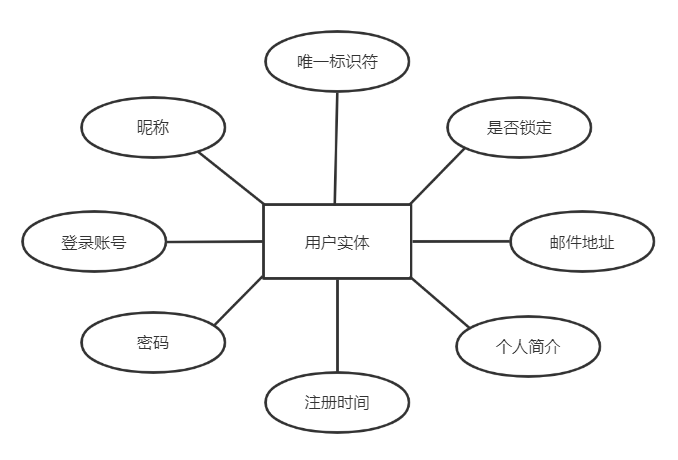 唯一标识符
昵称
是否锁定
登录账号
用户实体
邮件地址
密码
个人简介
注册时间